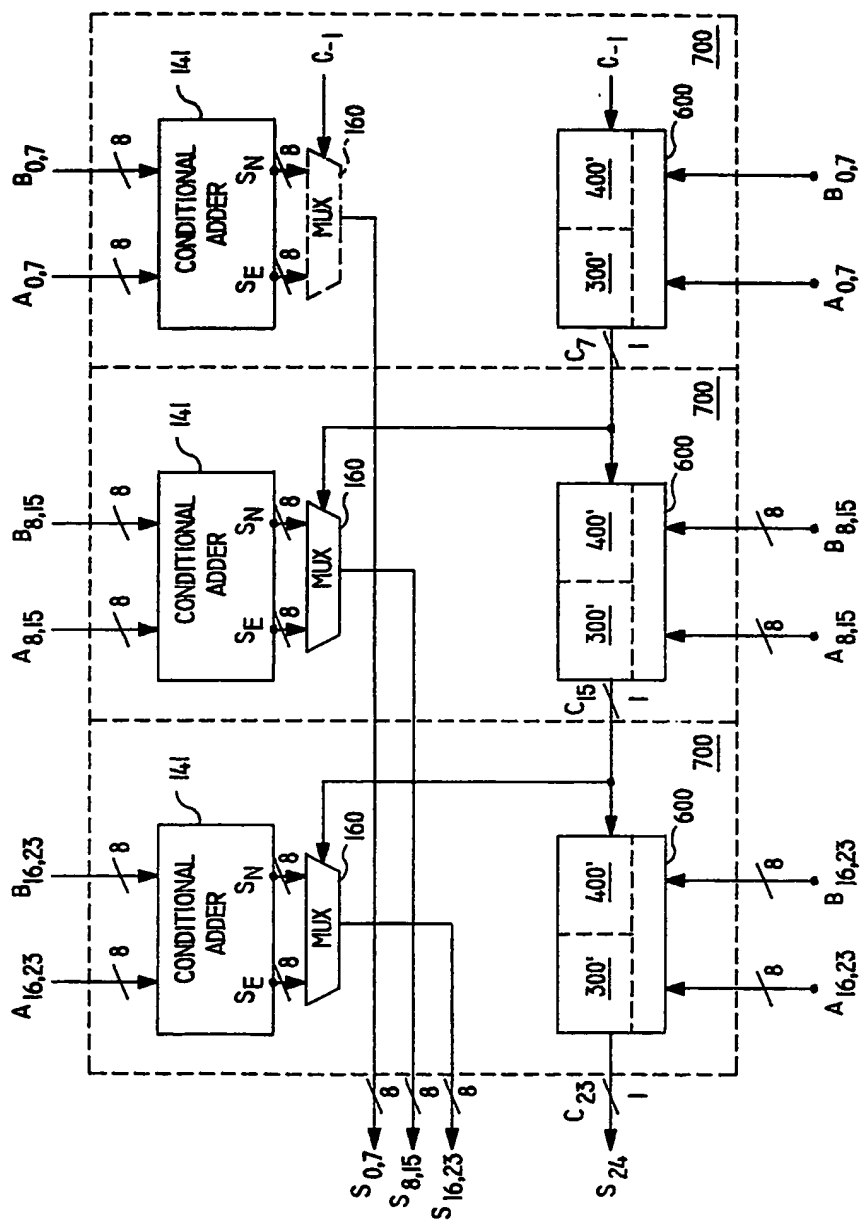 A16,23 B16,23 A8,15 B8,15 A0,7 B0,7
8 8 8 8 8 8
141 141 141
CONDITIONAL ADDER CONDITIONAL ADDER CONDITIONAL ADDER
SE SN SE SN SE SN
8 8 8 8 8 8
MUX MUX MUX C-1
160 160 160
8 S0,7
8 S8,15
8 S16,23
C23 C15 C7 C-1
1 1 1
S24
300' 400' 300' 400' 300' 400'
600 600 600
700 700 700
8 8 8 8
A16,23 B16,23 A8,15 B8,15 A0,7 B0,7